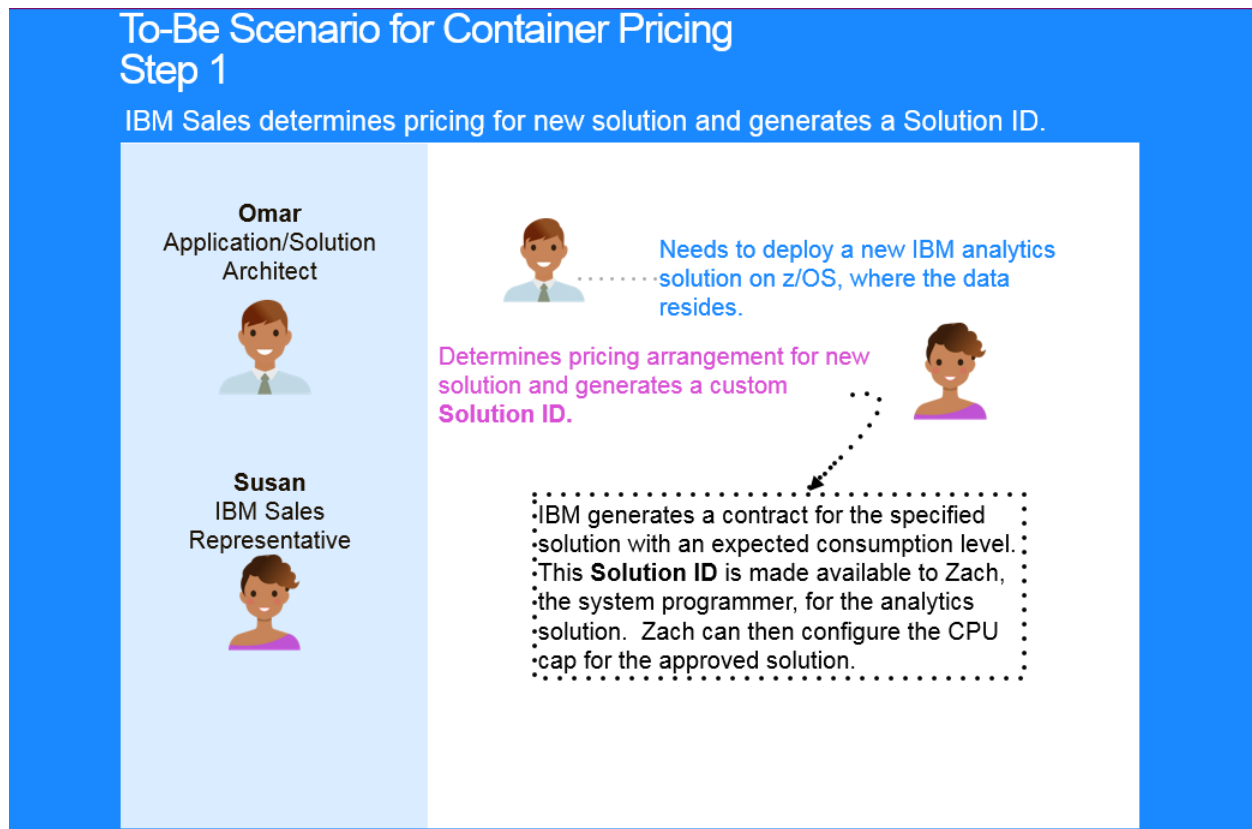 To-Be Scenario for Container Pricing
Step 1
IBM Sales determines pricing for new solution and generates a Solution ID.
Omar
Application/Solution
Architect
Susan
IBM Sales
Representative
Needs to deploy a new IBM analytics
solution on z/OS, where the data
resides.
Determines pricing arrangement for new
solution and generates a custom
Solution ID.
IBM generates a contract for the specified
solution with an expected consumption level.
This Solution ID is made available to Zach,
the system programmer, for the analytics
solution.  Zach can then configure the CPU
cap for the approved solution.